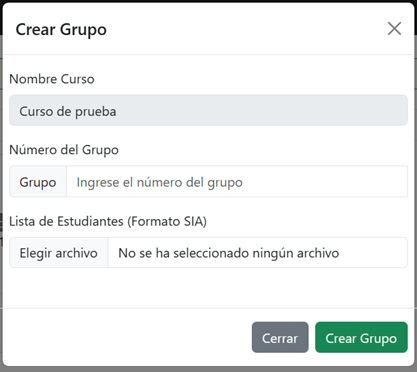 Crear Grupo
Nombre Curso
Curso de prueba
Número del Grupo
Grupo Ingrese el número del grupo
Lista de Estudiantes (Formato SIA)
Elegir archivo No se ha seleccionado ningún archivo
Cerrar Crear Grupo